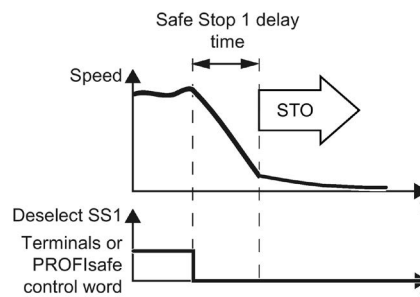 Safe Stop 1 delay
time
Speed
STO
Deselect SS1
Terminals or
PROFIsafe
control word